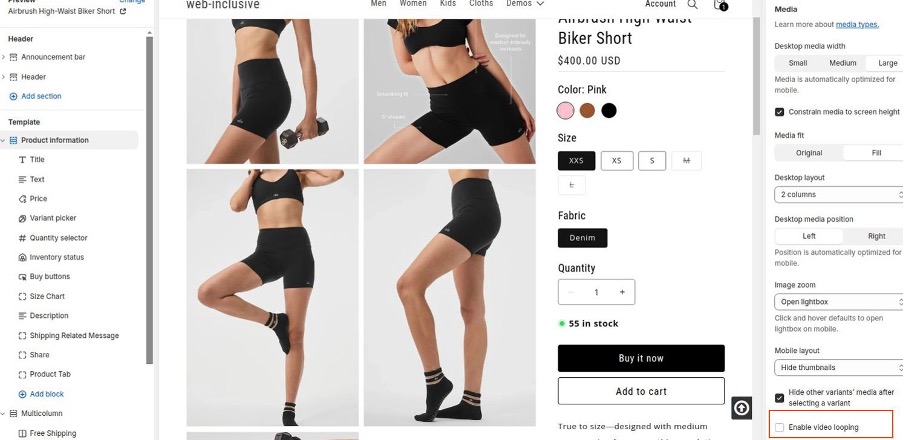 Preview
Change
Airbrush High-Waist Biker Short
Header
Announcement bar
Header
Add section
Template
Product information
Title
Text
Price
Variant picker
Quantity selector
Inventory status
Buy buttons
Size Chart
Description
Shipping Related Message
Share
Product Tab
Add block
Multicolumn
Free Shipping
web-inclusive
Men Women Kids Cloths Demos
Account
1
Smoothing fit
Designed for
medium-intensity
workouts
5" inseam
Airbrush High-Waist
Biker Short
$400.00 USD
Color: Pink
Size
XXS XS S M
L
Fabric
Denim
Quantity
− 1 +
55 in stock
Buy it now
Add to cart
True to size—designed with medium
Media
Learn more about media types.
Desktop media width
Small Medium Large
Media is automatically optimized for
mobile.
Constrain media to screen height
Media fit
Original Fill
Desktop layout
2 columns
Desktop media position
Left Right
Position is automatically optimized for
mobile.
Image zoom
Open lightbox
Click and hover defaults to open
lightbox on mobile.
Mobile layout
Hide thumbnails
Hide other variants' media after
selecting a variant
Enable video looping